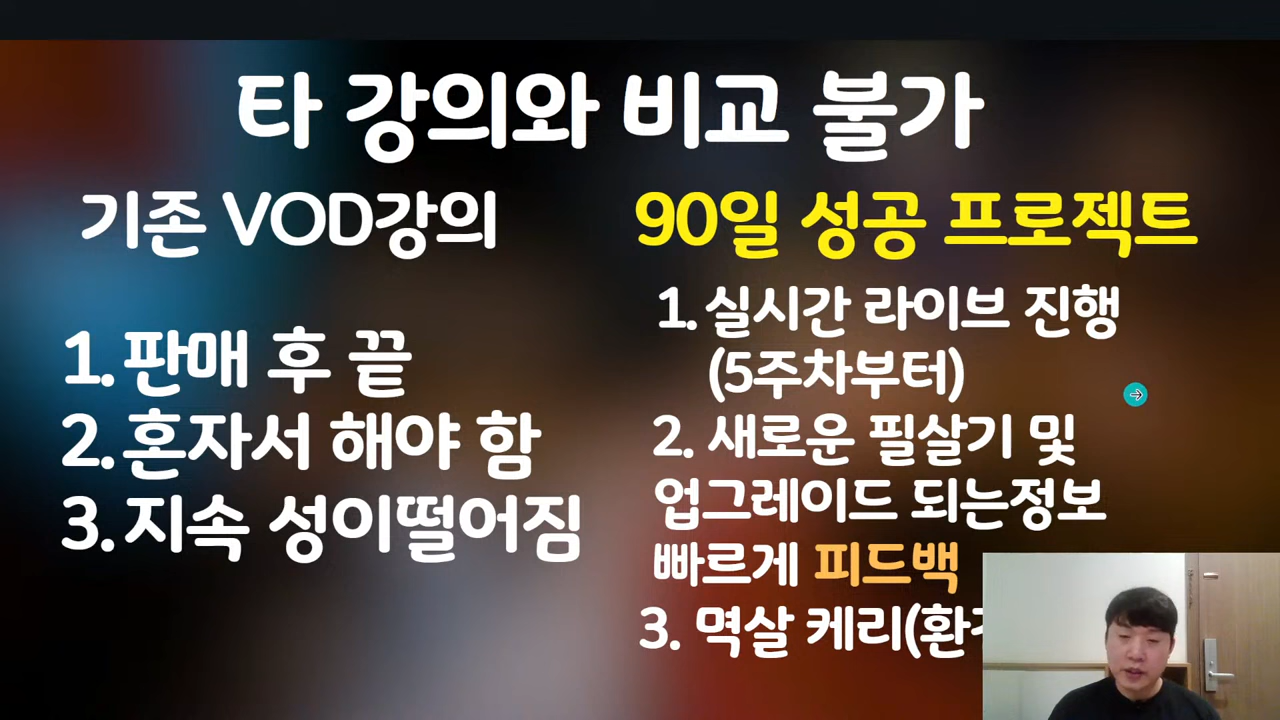 타 강의와 비교 불가
기존 VOD강의
1. 판매 후 끝
2. 혼자서 해야 함
3. 지속 성이떨어짐
90일 성공 프로젝트
1. 실시간 라이브 진행
(5주차부터)
2. 새로운 필살기 및
업그레이드 되는정보
빠르게 피드백
3. 멱살 케리(환